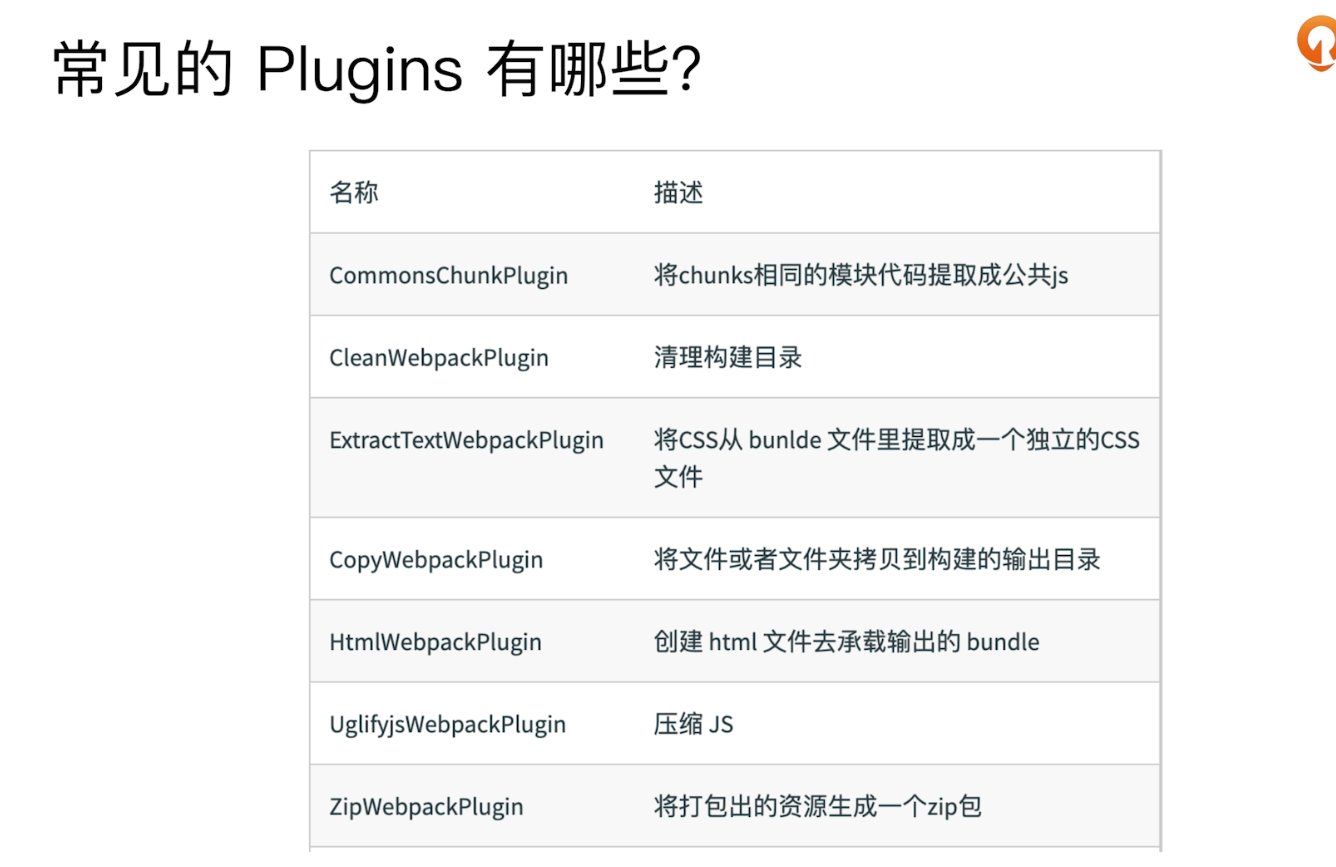 常见的 Plugins 有哪些?
名称 描述
CommonsChunkPlugin 将chunks相同的模块代码提取成公共js
CleanWebpackPlugin 清理构建目录
ExtractTextWebpackPlugin 将CSS从 bunlde 文件里提取成一个独立的CSS
文件
CopyWebpackPlugin 将文件或者文件夹拷贝到构建的输出目录
HtmlWebpackPlugin 创建 html 文件去承载输出的 bundle
UglifyjsWebpackPlugin 压缩 JS
ZipWebpackPlugin 将打包出的资源生成一个zip包